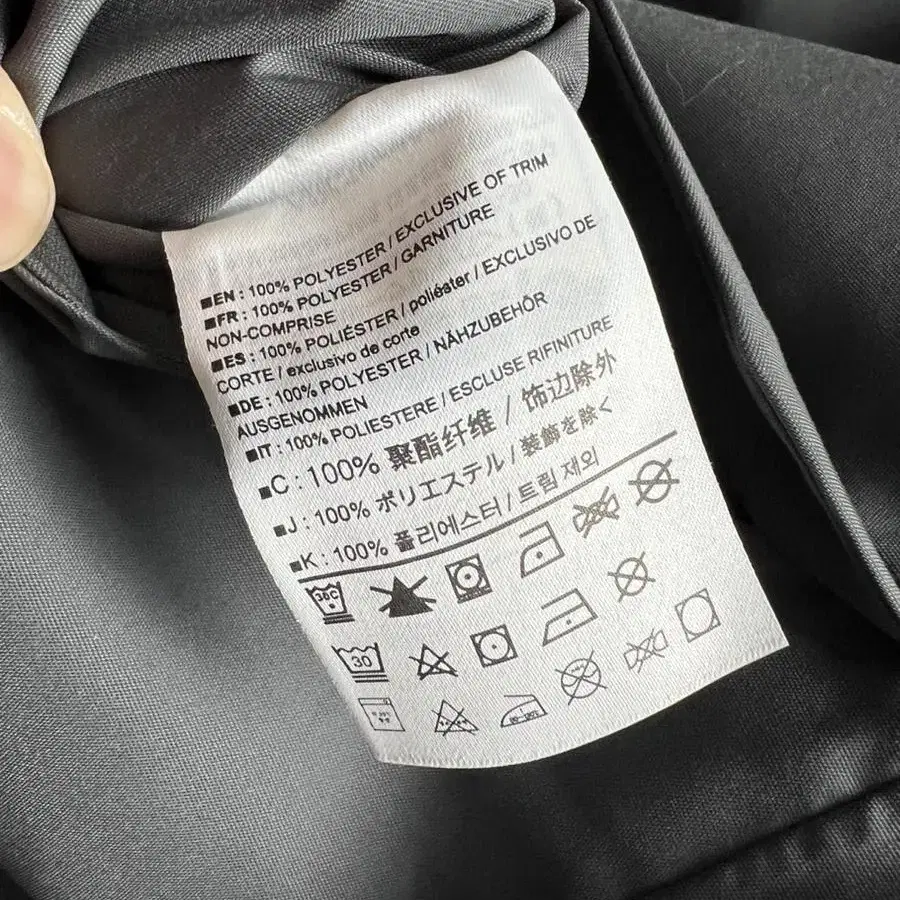 ■EN : 100% POLYESTER / EXCLUSIVE OF TRIM
■FR : 100% POLYESTER / GARNITURE
NON-COMPRISE
■ES : 100% POLIÉSTER / poliéster / EXCLUSIVO DE
CORTE / exclusivo de corte
■DE : 100% POLYESTER / NÄHZUBEHÖR
AUSGENOMMEN
■IT : 100% POLIESTERE / ESCLUSE RIFINITURE
■C : 100% 聚酯纤维 / 饰边除外
■J : 100% ポリエステル / 装飾を除く
■K : 100% 폴리에스터 / 트림 제외
30C
30
80~120℃